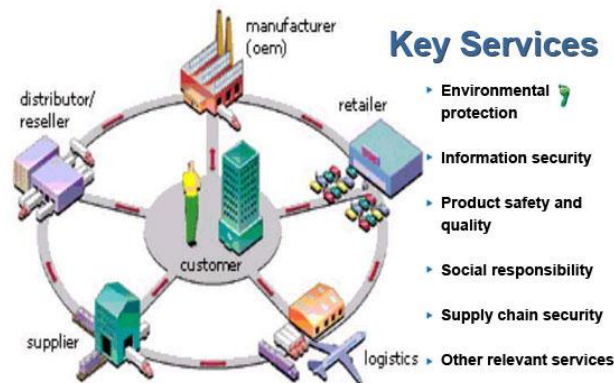 manufacturer
(oem)
distributor/
reseller
retailer
customer
supplier
logistics
Key Services
Environmental
protection
Information security
Product safety and
quality
Social responsibility
Supply chain security
Other relevant services